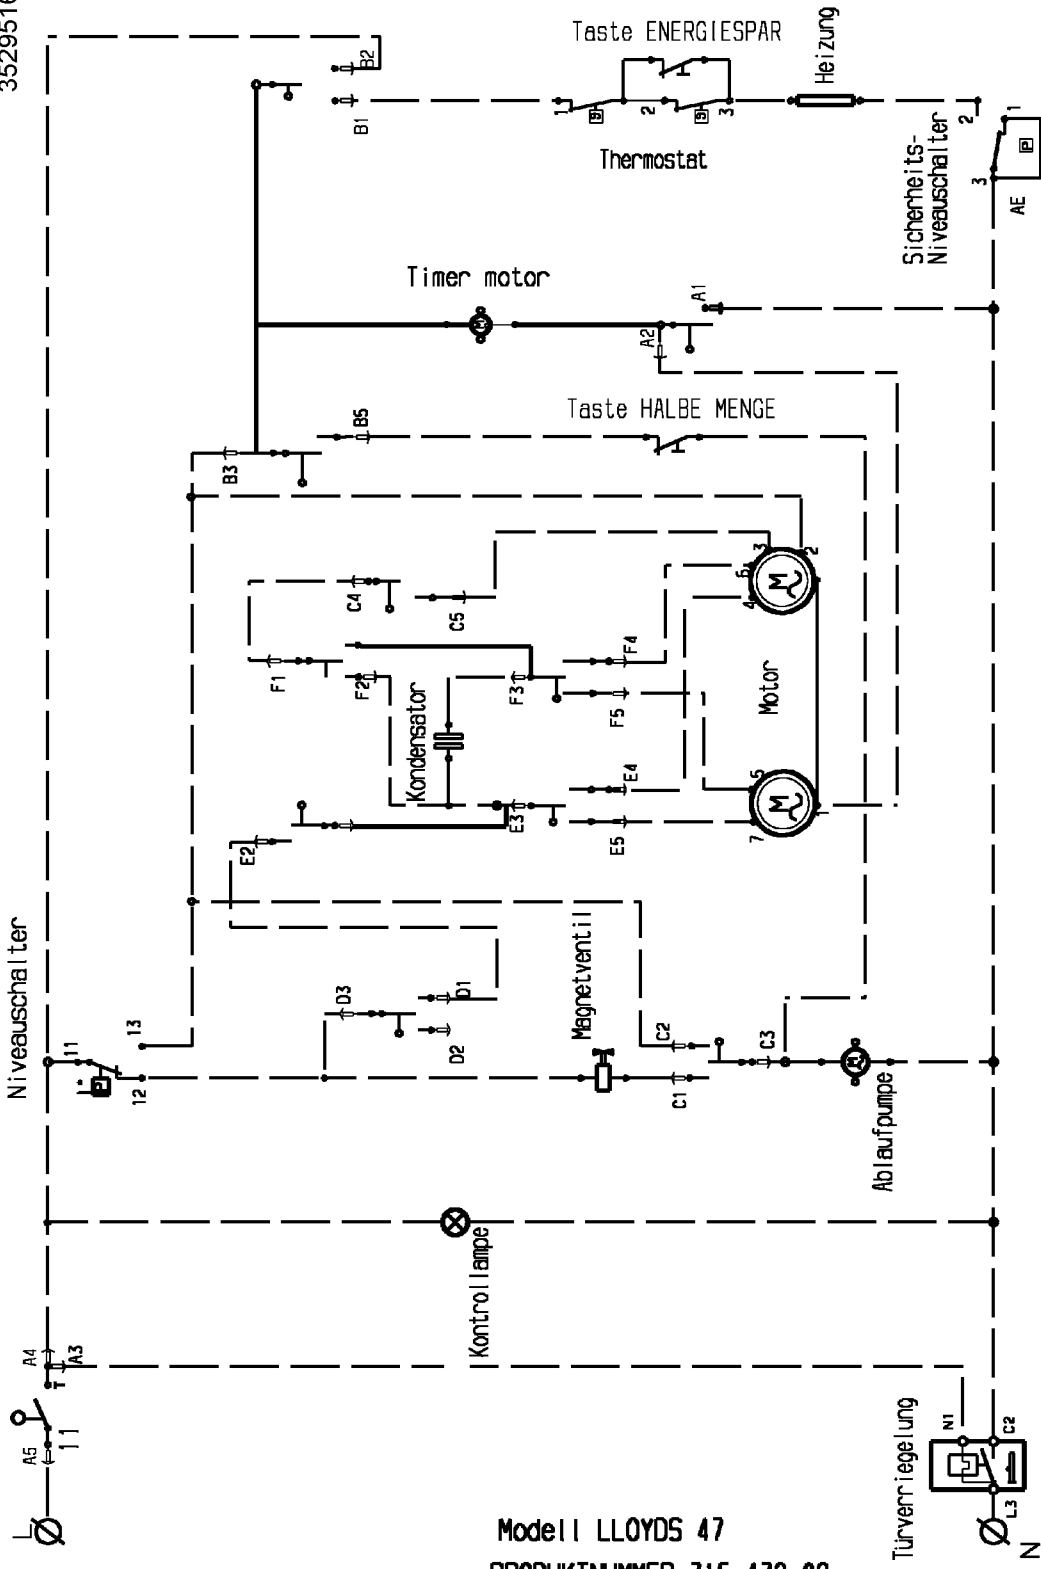 Taste ENERGIESPAR
Heizung
B2
B1
1
2
3
Thermostat
2
1
P
3
AE
Sicherheits-
Niveauschalter
Timer motor
M
A1
A2
Taste HALBE MENGE
B5
B3
C4
C5
3
2
6
4
M
F1
F2
F3
F4
F5
Kondensator
Motor
E4
E3
E5
E2
5
7
1
M
Niveauschalter
11
13
12
P
D3
D1
D2
Magnetventil
C2
C1
C3
M
Ablaufpumpe
Kontrollampe
A4
A3
T
A5
11
L
Türverriegelung
N1
C2
L3
N
Modell LLOYDS 47